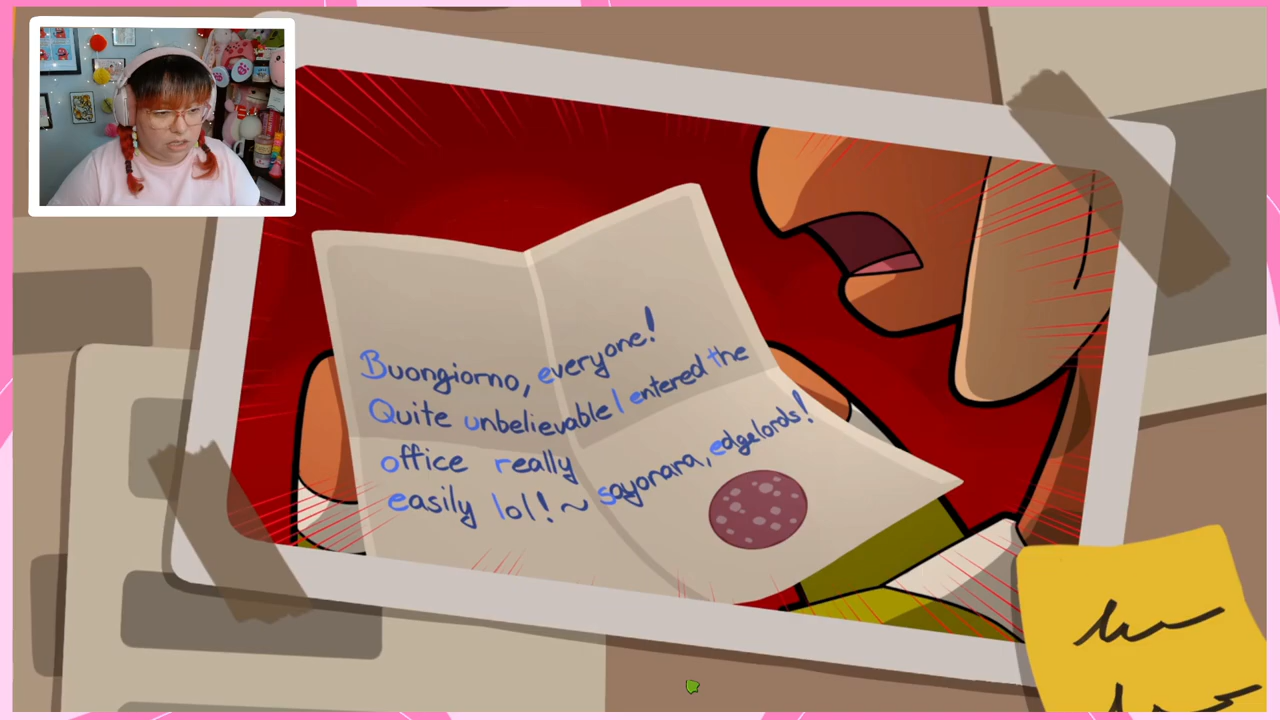 Buongiorno, everyone!
Quite unbelievable I entered the
office really
easily lol! ~ sayonara, edgelords!